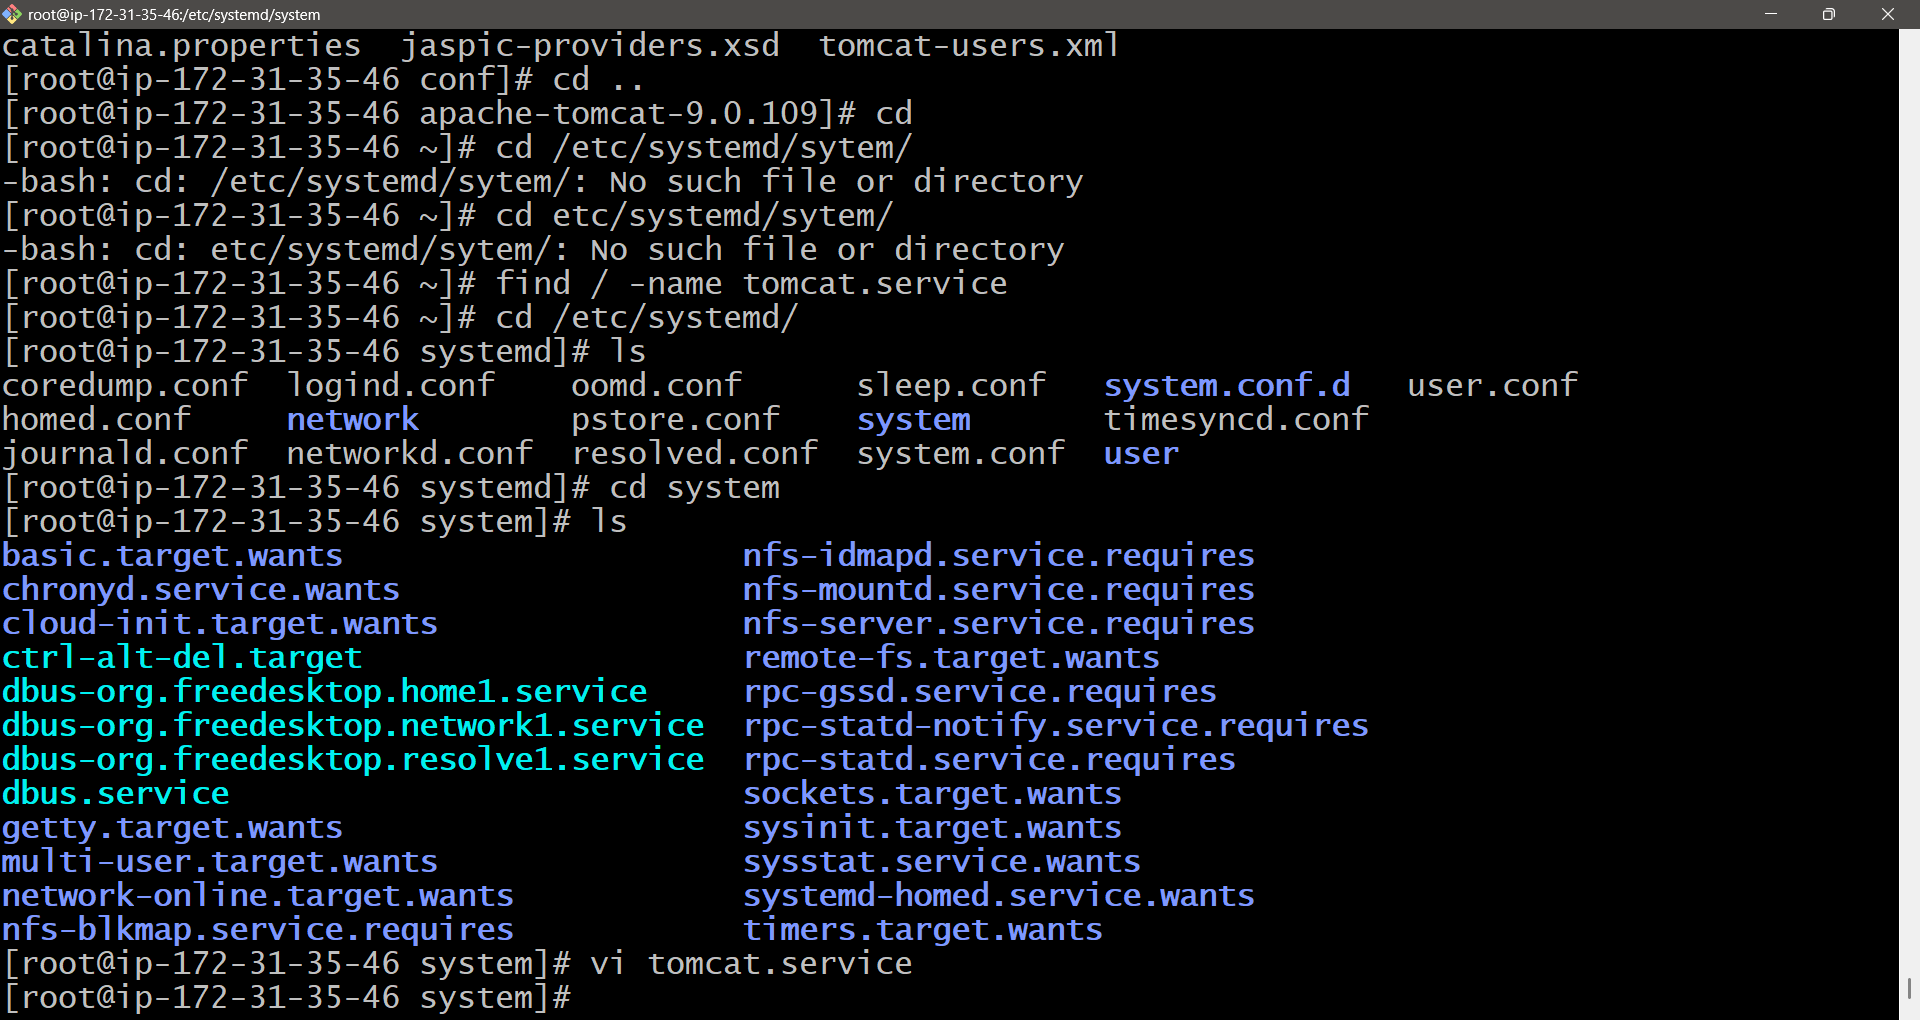 root@ip-172-31-35-46:/etc/systemd/system
catalina.properties  jaspic-providers.xsd  tomcat-users.xml
[root@ip-172-31-35-46 conf]# cd ..
[root@ip-172-31-35-46 apache-tomcat-9.0.109]# cd
[root@ip-172-31-35-46 ~]# cd /etc/systemd/sytem/
-bash: cd: /etc/systemd/sytem/: No such file or directory
[root@ip-172-31-35-46 ~]# cd etc/systemd/sytem/
-bash: cd: etc/systemd/sytem/: No such file or directory
[root@ip-172-31-35-46 ~]# find / -name tomcat.service
[root@ip-172-31-35-46 ~]# cd /etc/systemd/
[root@ip-172-31-35-46 systemd]# ls
coredump.conf  logind.conf    oomd.conf      sleep.conf   system.conf.d   user.conf
homed.conf     network        pstore.conf    system       timesyncd.conf
journald.conf  networkd.conf  resolved.conf  system.conf  user
[root@ip-172-31-35-46 systemd]# cd system
[root@ip-172-31-35-46 system]# ls
basic.target.wants                     nfs-idmapd.service.requires
chronyd.service.wants                  nfs-mountd.service.requires
cloud-init.target.wants                nfs-server.service.requires
ctrl-alt-del.target                    remote-fs.target.wants
dbus-org.freedesktop.home1.service     rpc-gssd.service.requires
dbus-org.freedesktop.network1.service  rpc-statd-notify.service.requires
dbus-org.freedesktop.resolve1.service  rpc-statd.service.requires
dbus.service                           sockets.target.wants
getty.target.wants                     sysinit.target.wants
multi-user.target.wants                sysstat.service.wants
network-online.target.wants            systemd-homed.service.wants
nfs-blkmap.service.requires            timers.target.wants
[root@ip-172-31-35-46 system]# vi tomcat.service
[root@ip-172-31-35-46 system]#